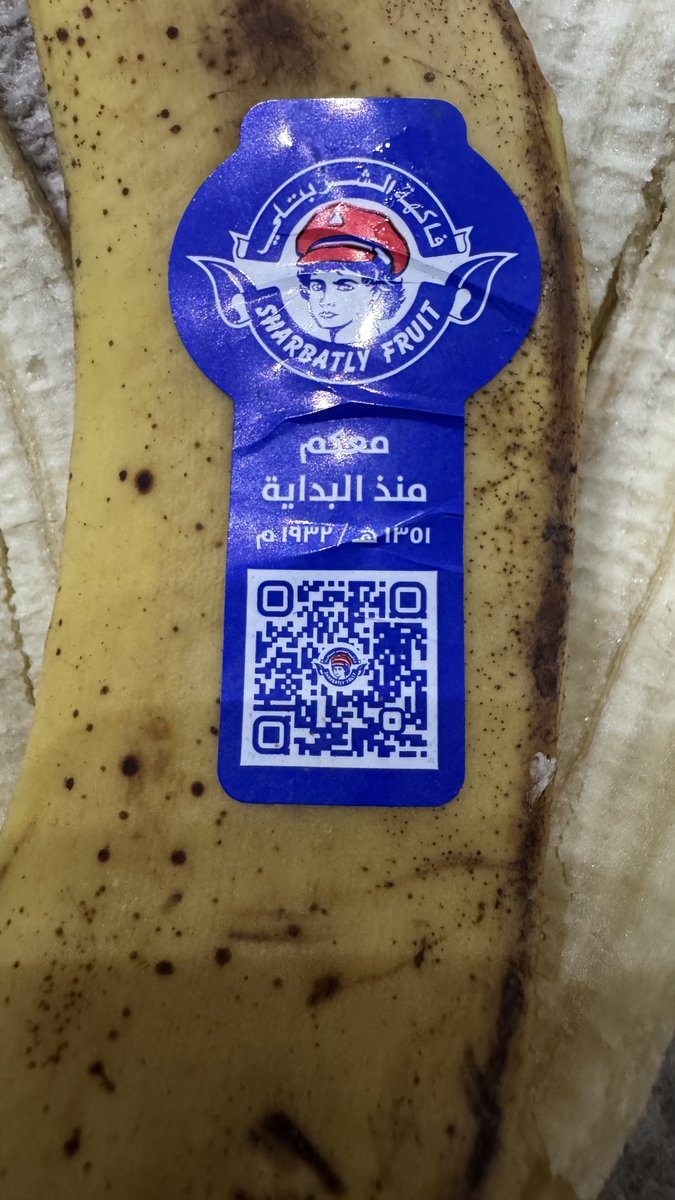 فاكهة الشربتلي
SHARBATLY FRUIT
معكم
منذ البداية
١٣٥١ هـ / ١٩٣٢ م